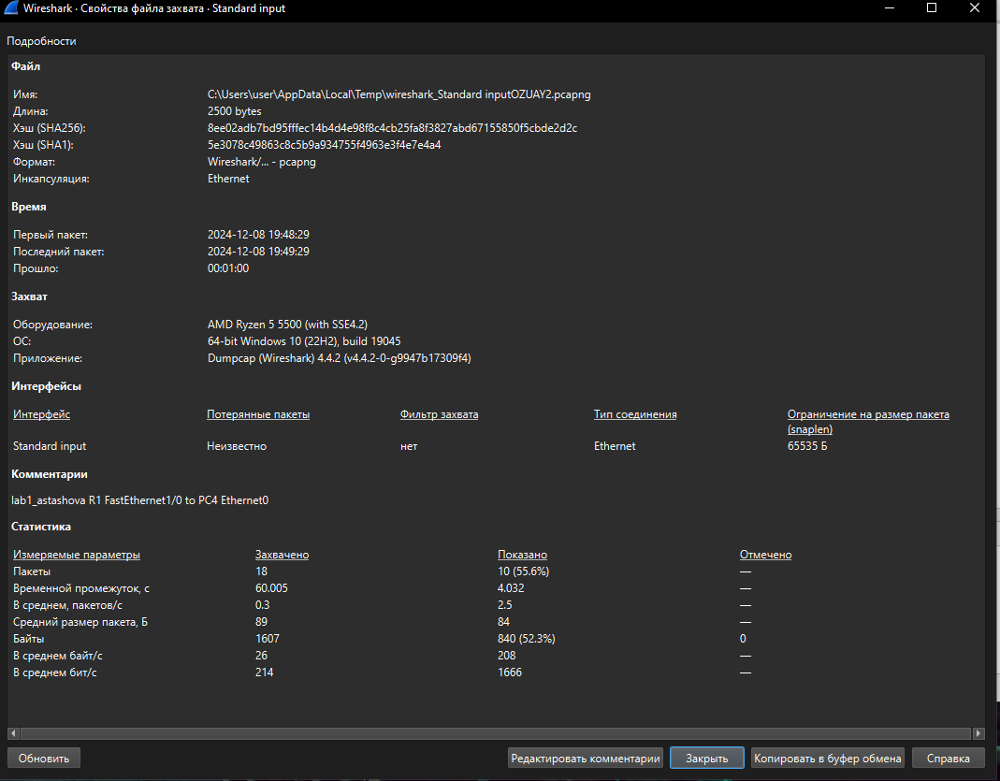 Wireshark · Свойства файла захвата · Standard input
Подробности
Файл
Имя: C:\Users\user\AppData\Local\Temp\wireshark_Standard inputOZUAY2.pcapng
Длина: 2500 bytes
Хэш (SHA256): 8ee02adb7bd95fffec14b4d4e98f8c4cb25fa8f3827abd67155850f5cbde2d2c
Хэш (SHA1): 5e3078c49863c8c5b9a934755f4963e3f4e7e4a4
Формат: Wireshark/... - pcapng
Инкапсуляция: Ethernet
Время
Первый пакет: 2024-12-08 19:48:29
Последний пакет: 2024-12-08 19:49:29
Прошло: 00:01:00
Захват
Оборудование: AMD Ryzen 5 5500 (with SSE4.2)
ОС: 64-bit Windows 10 (22H2), build 19045
Приложение: Dumpcap (Wireshark) 4.4.2 (v4.4.2-0-g9947b17309f4)
Интерфейсы
Интерфейс Потерянные пакеты Фильтр захвата Тип соединения Ограничение на размер пакета
(snaplen)
Standard input Неизвестно нет Ethernet 65535 Б
Комментарии
lab1_astashova R1 FastEthernet1/0 to PC4 Ethernet0
Статистика
Измеряемые параметры Захвачено Показано Отмечено
Пакеты 18 10 (55.6%) —
Временной промежуток, с 60.005 4.032 —
В среднем, пакетов/с 0.3 2.5 —
Средний размер пакета, Б 89 84 —
Байты 1607 840 (52.3%) 0
В среднем байт/с 26 208 —
В среднем бит/с 214 1666 —
Обновить Редактировать комментарии Закрыть Копировать в буфер обмена Справка